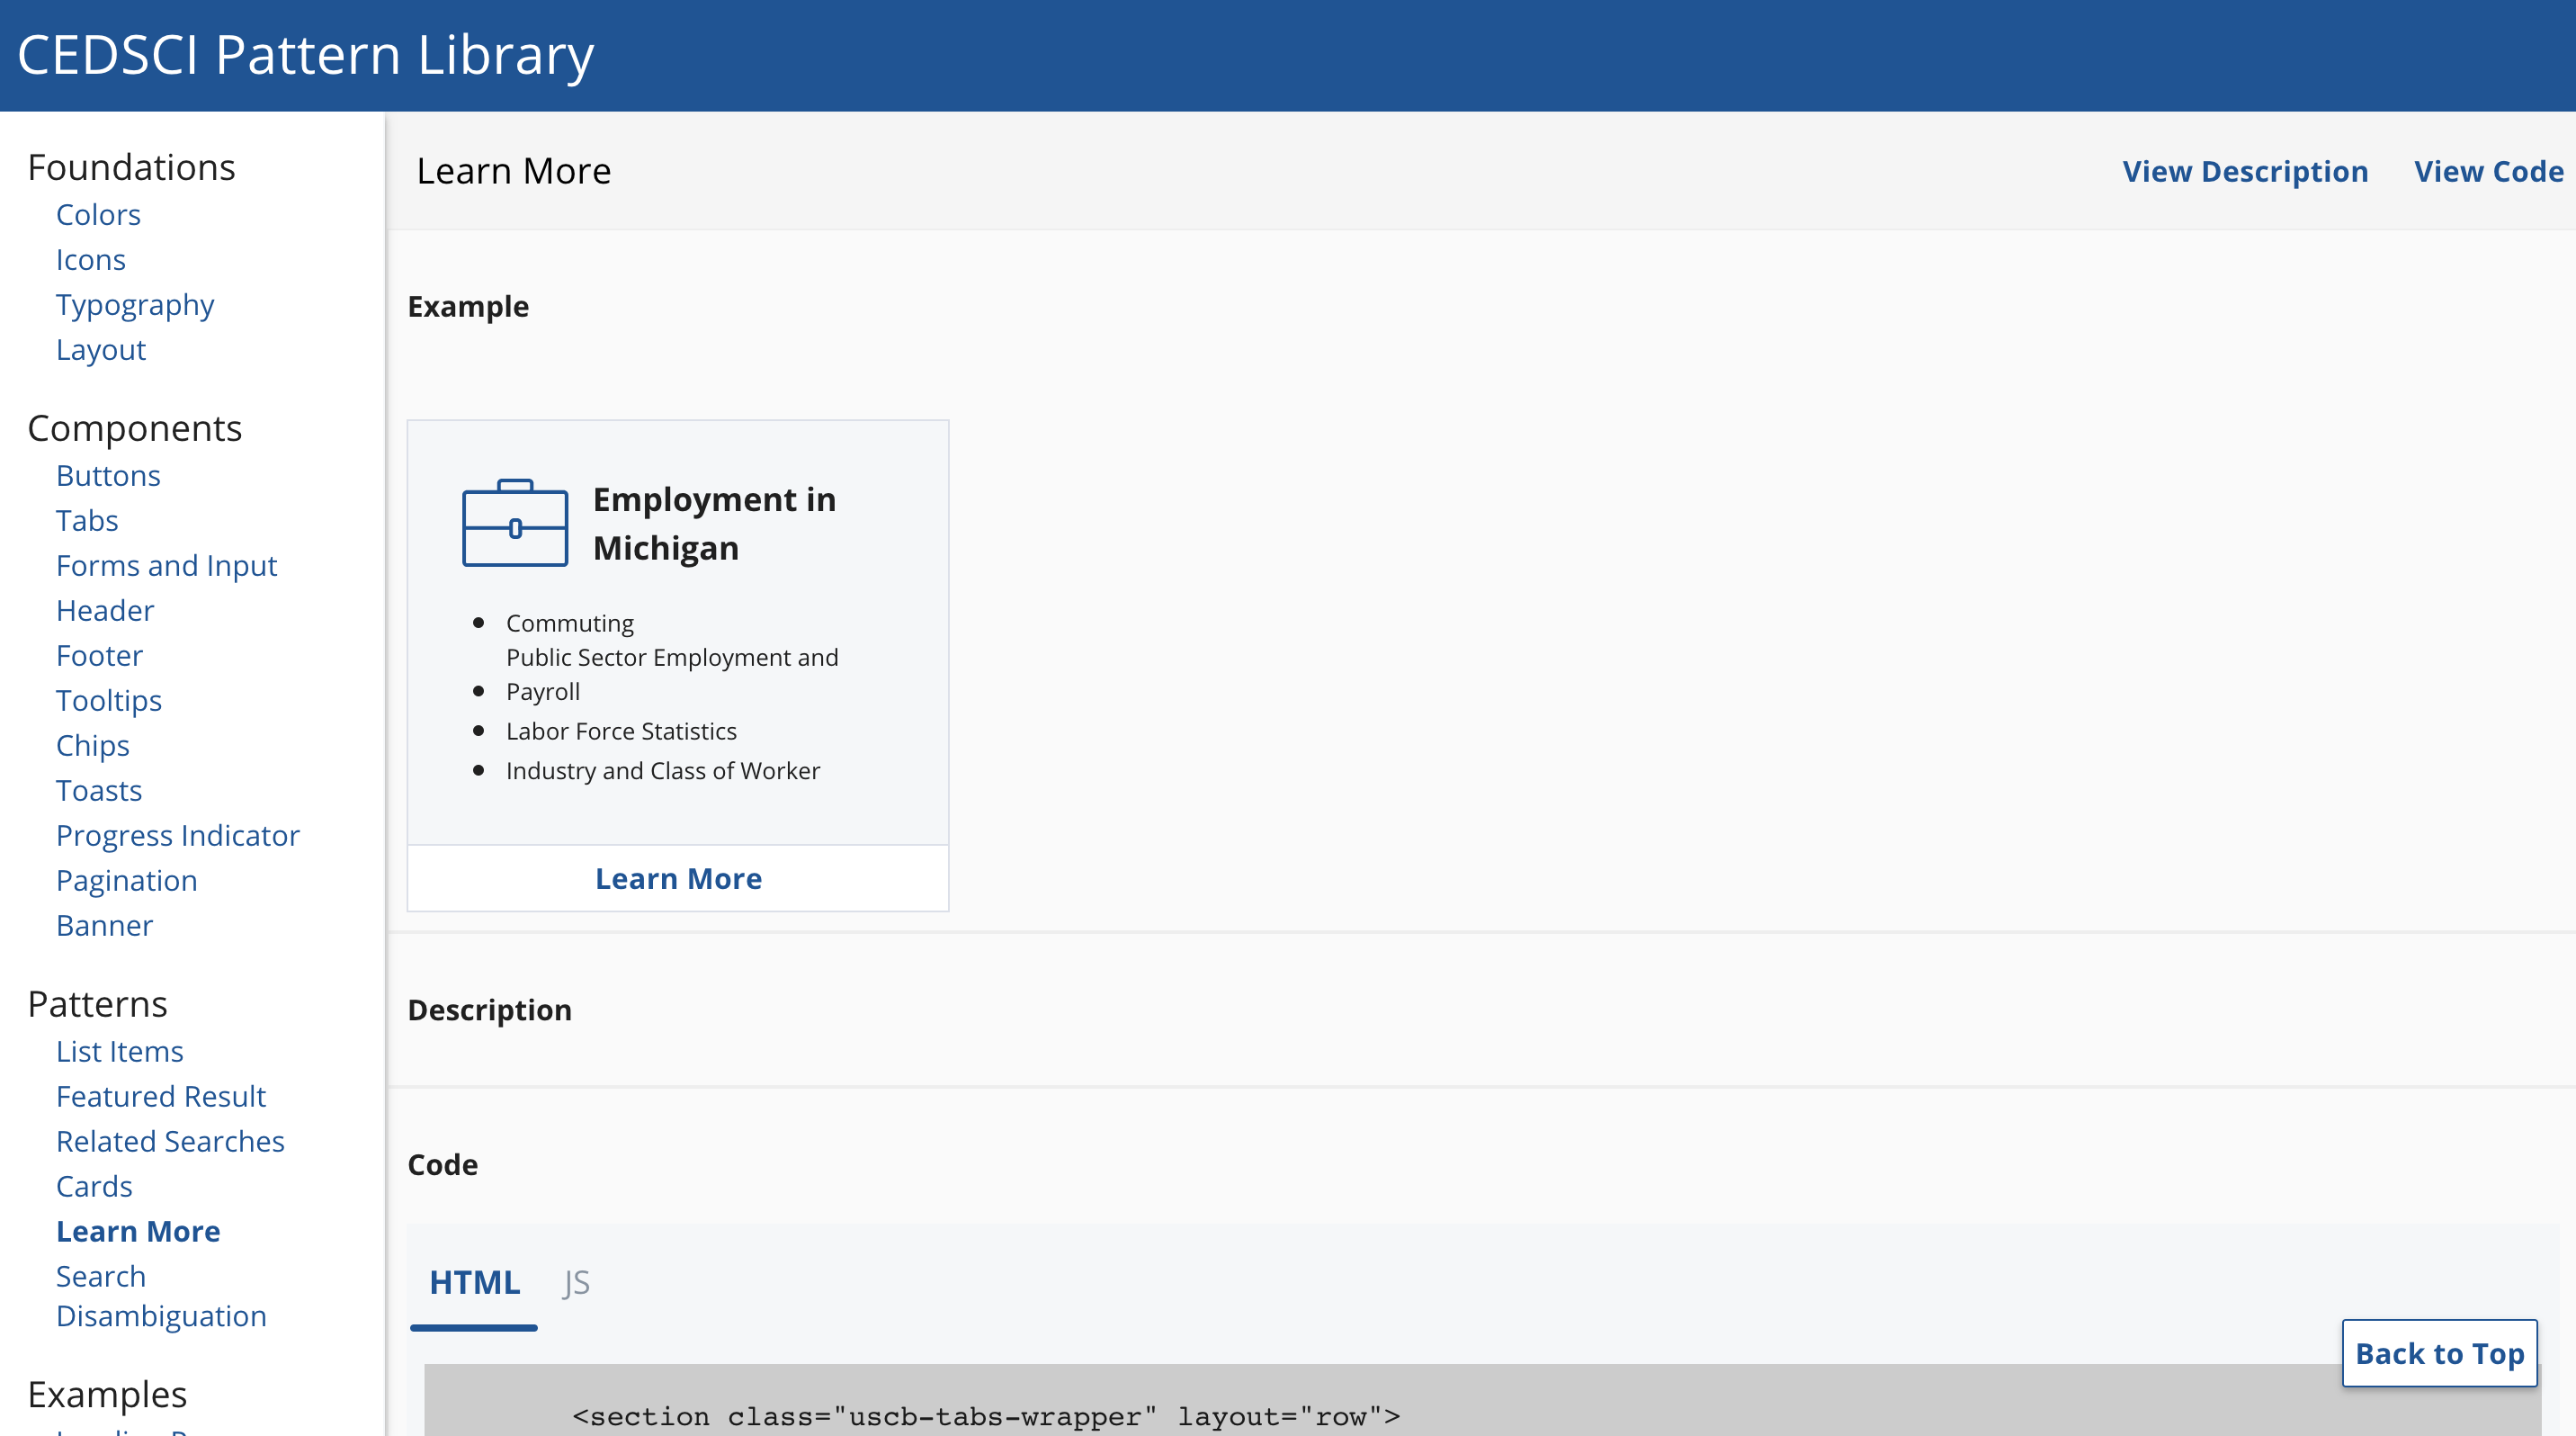 CEDSCI Pattern Library
Foundations
Colors
Icons
Typography
Layout
Components
Buttons
Tabs
Forms and Input
Header
Footer
Tooltips
Chips
Toasts
Progress Indicator
Pagination
Banner
Patterns
List Items
Featured Result
Related Searches
Cards
Learn More
Search
Disambiguation
Examples
Learn More
View Description
View Code
Example
Employment in
Michigan
Commuting
Public Sector Employment and
Payroll
Labor Force Statistics
Industry and Class of Worker
Learn More
Description
Code
HTML
JS
Back to Top
<section class="uscb-tabs-wrapper" layout="row">